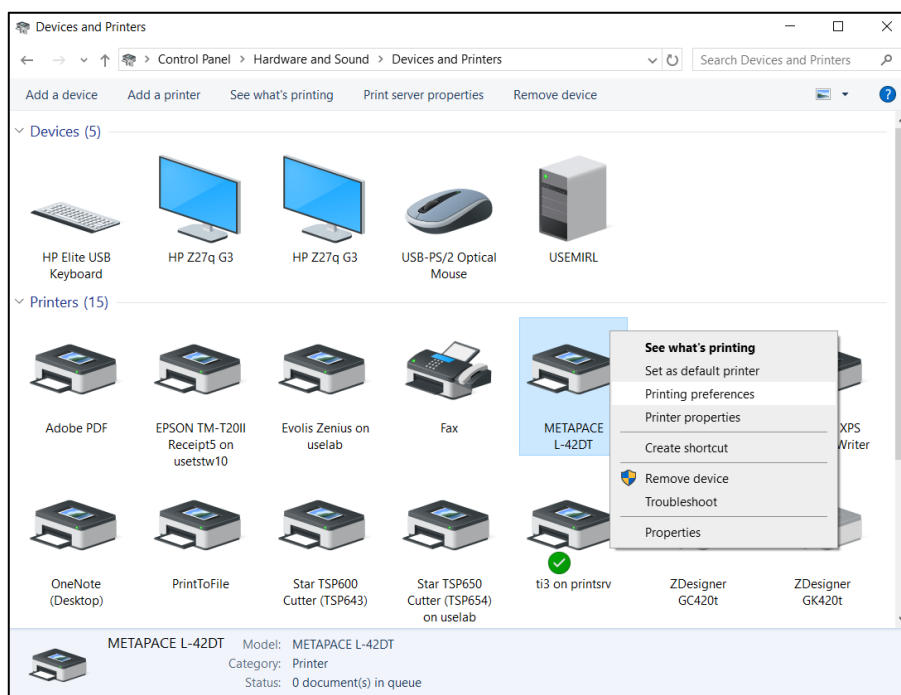 Devices and Printers
Control Panel > Hardware and Sound > Devices and Printers
Search Devices and Printers
Add a device Add a printer See what's printing Print server properties Remove device
Devices (5)
HP Elite USB Keyboard
HP Z27q G3
HP Z27q G3
USB-PS/2 Optical Mouse
USEMIRL
Printers (15)
Adobe PDF
EPSON TM-T20II Receipt5 on usetstw10
Evolis Zenius on uselab
Fax
METAPACE L-42DT
XPS
Writer
See what's printing
Set as default printer
Printing preferences
Printer properties
Create shortcut
Remove device
Troubleshoot
Properties
OneNote (Desktop)
PrintToFile
Star TSP600 Cutter (TSP643)
Star TSP650 Cutter (TSP654) on uselab
ti3 on printsrv
ZDesigner GC420t
ZDesigner GK420t
METAPACE L-42DT Model: METAPACE L-42DT
Category: Printer
Status: 0 document(s) in queue